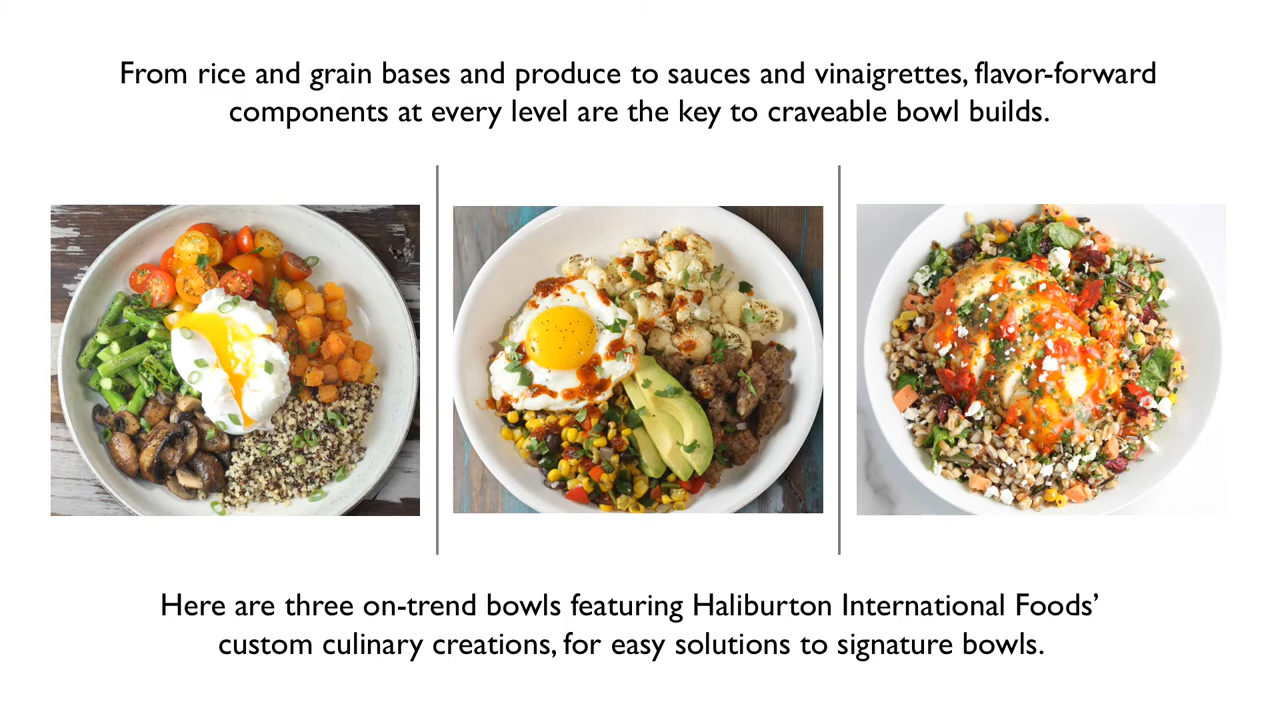 From rice and grain bases and produce to sauces and vinaigrettes, flavor-forward
components at every level are the key to craveable bowl builds.
Here are three on-trend bowls featuring Haliburton International Foods’
custom culinary creations, for easy solutions to signature bowls.